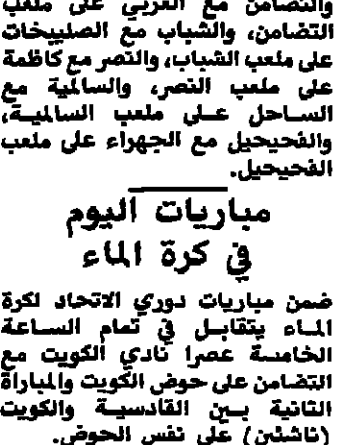 والتضامن مع العربي على ملعب
التضامن، والشباب مع الصليبخات
على ملعب الشباب، والنصر مع كاظمة
على ملعب النصر، والسالمية مع
الساحل على ملعب السالمية،
والفحيحيل مع الجهراء على ملعب
الفحيحيل.
مباريات اليوم
في كرة الماء
ضمن مباريات دوري الاتحاد لكرة
الماء يتقابل في تمام الساعة
الخامسة عصرا نادي الكويت مع
التضامن على حوض الكويت والمباراة
الثانية بين القادسية والكويت
(ناشئين) على نفس الحوض.